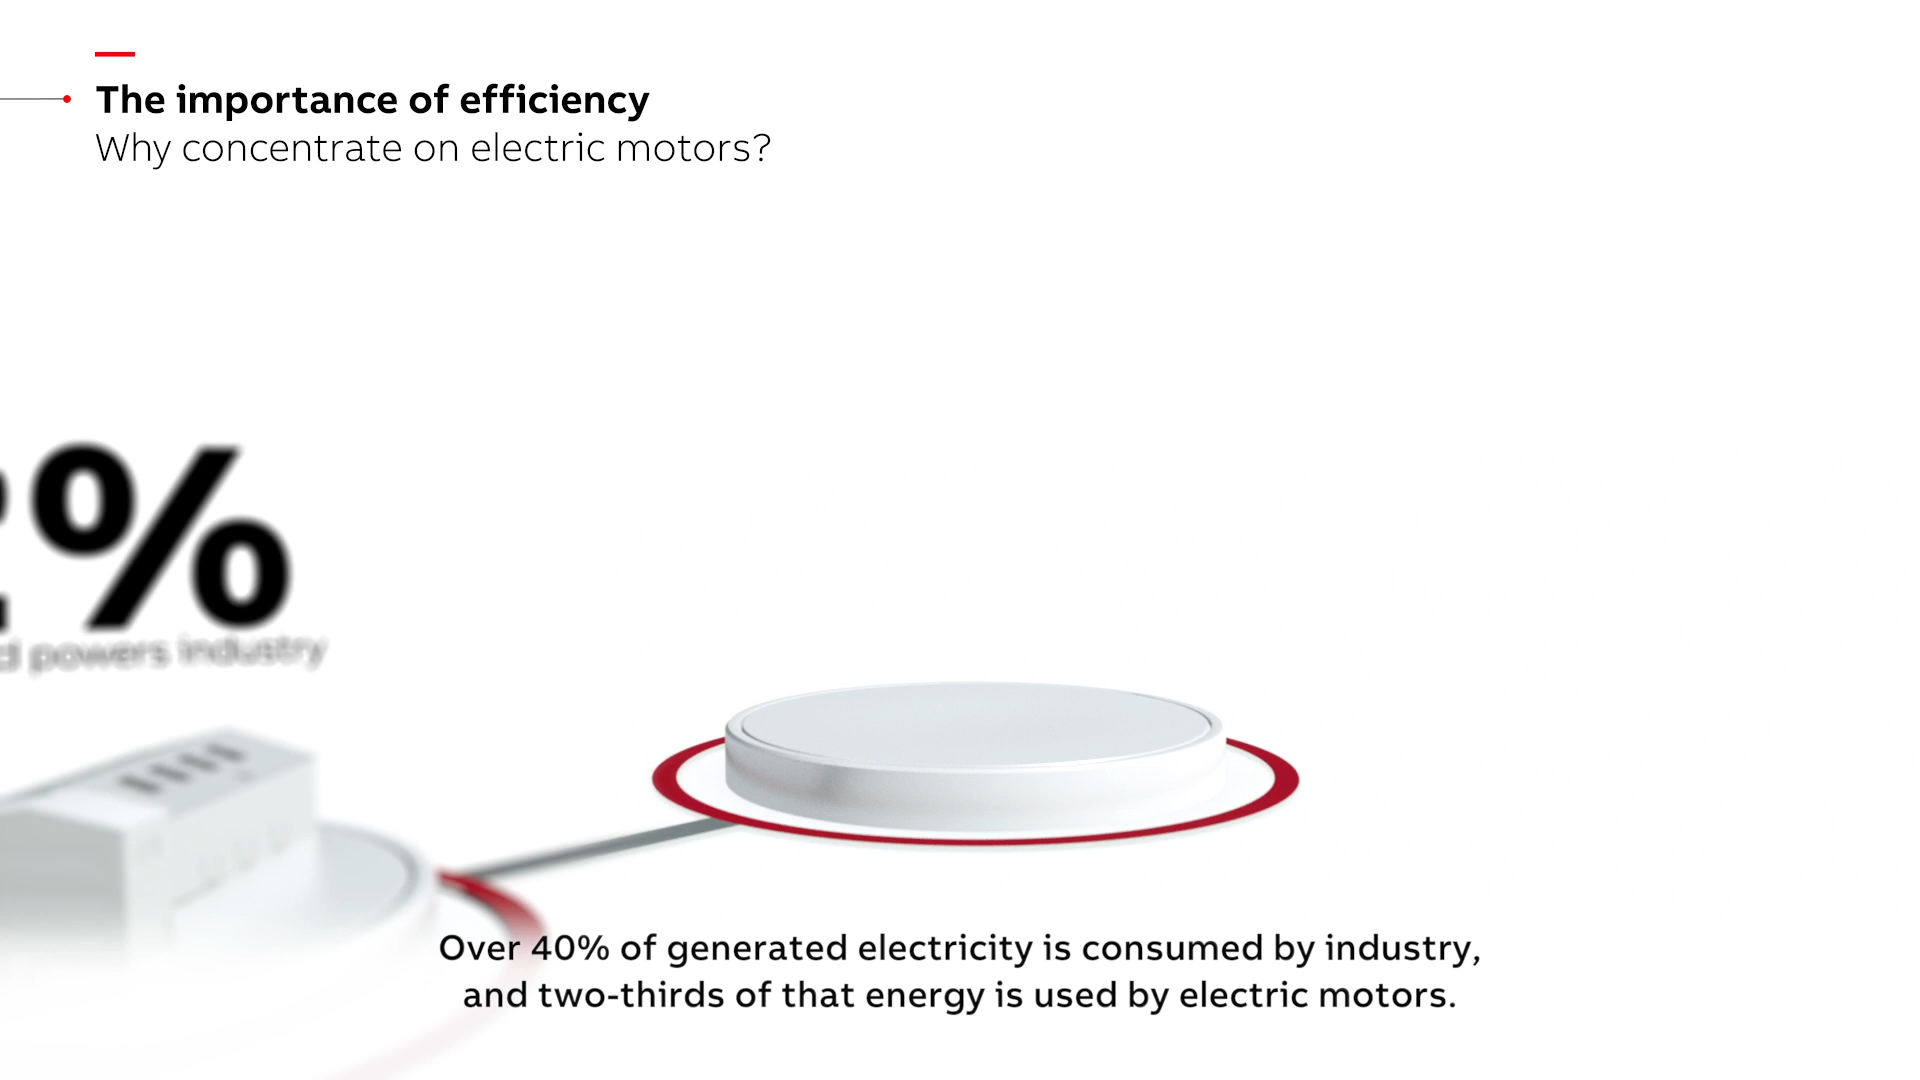 The importance of efficiency
Why concentrate on electric motors?
%
powers industry
Over 40% of generated electricity is consumed by industry,
and two-thirds of that energy is used by electric motors.